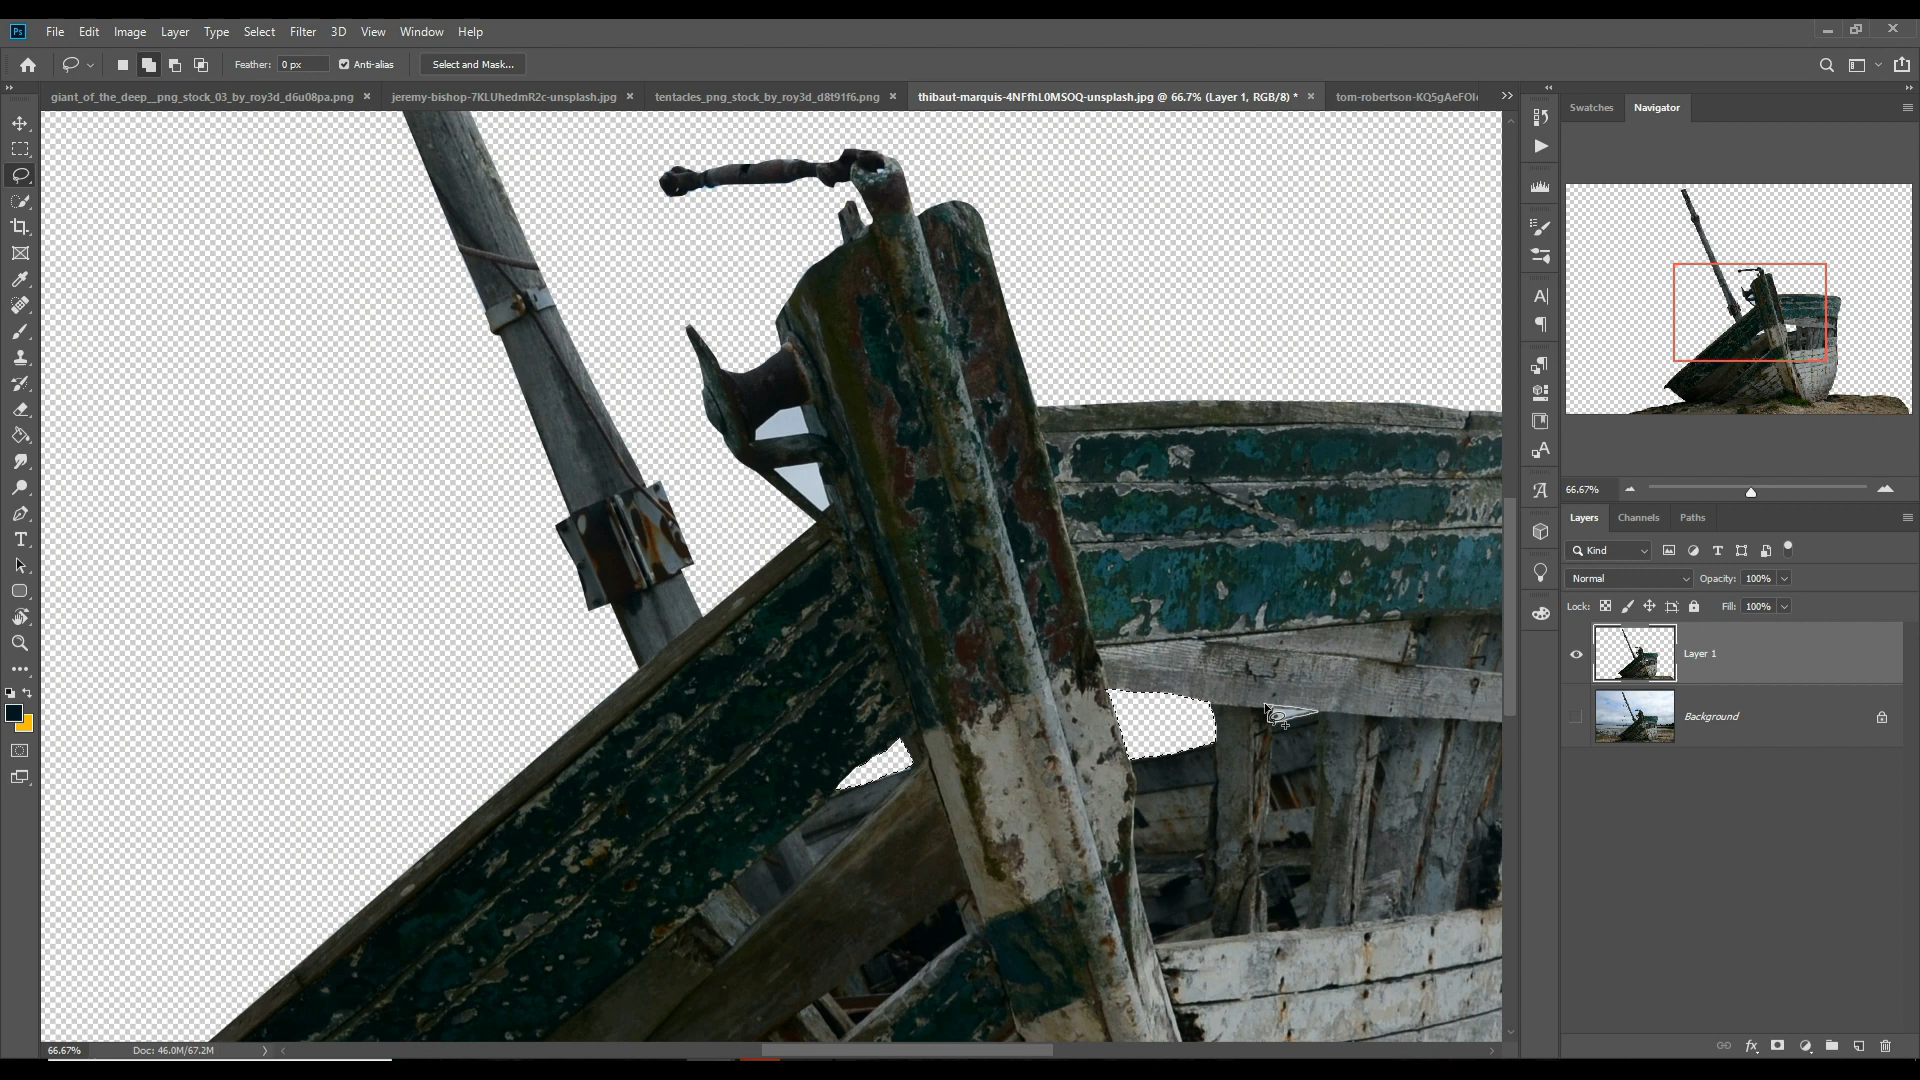 Ps File Edit Image Layer Type Select Filter 3D View Window Help
Feather: 0 px Anti-alias Select and Mask...
giant_of_the_deep__png_stock_03_by_roy3d_d6u08pa.png × jeremy-bishop-7KLUhedmR2c-unsplash.jpg × tentacles_png_stock_by_roy3d_d8t91f6.png × thibaut-marquis-4NFfhL0MSOQ-unsplash.jpg @ 66.7% (Layer 1, RGB/8) * × tom-robertson-KQ5gAeFOI
Swatches Navigator
66.67%
Layers Channels Paths
Kind
Normal Opacity: 100%
Lock: Fill: 100%
Layer 1
Background
66.67% Doc: 46.0M/67.2M